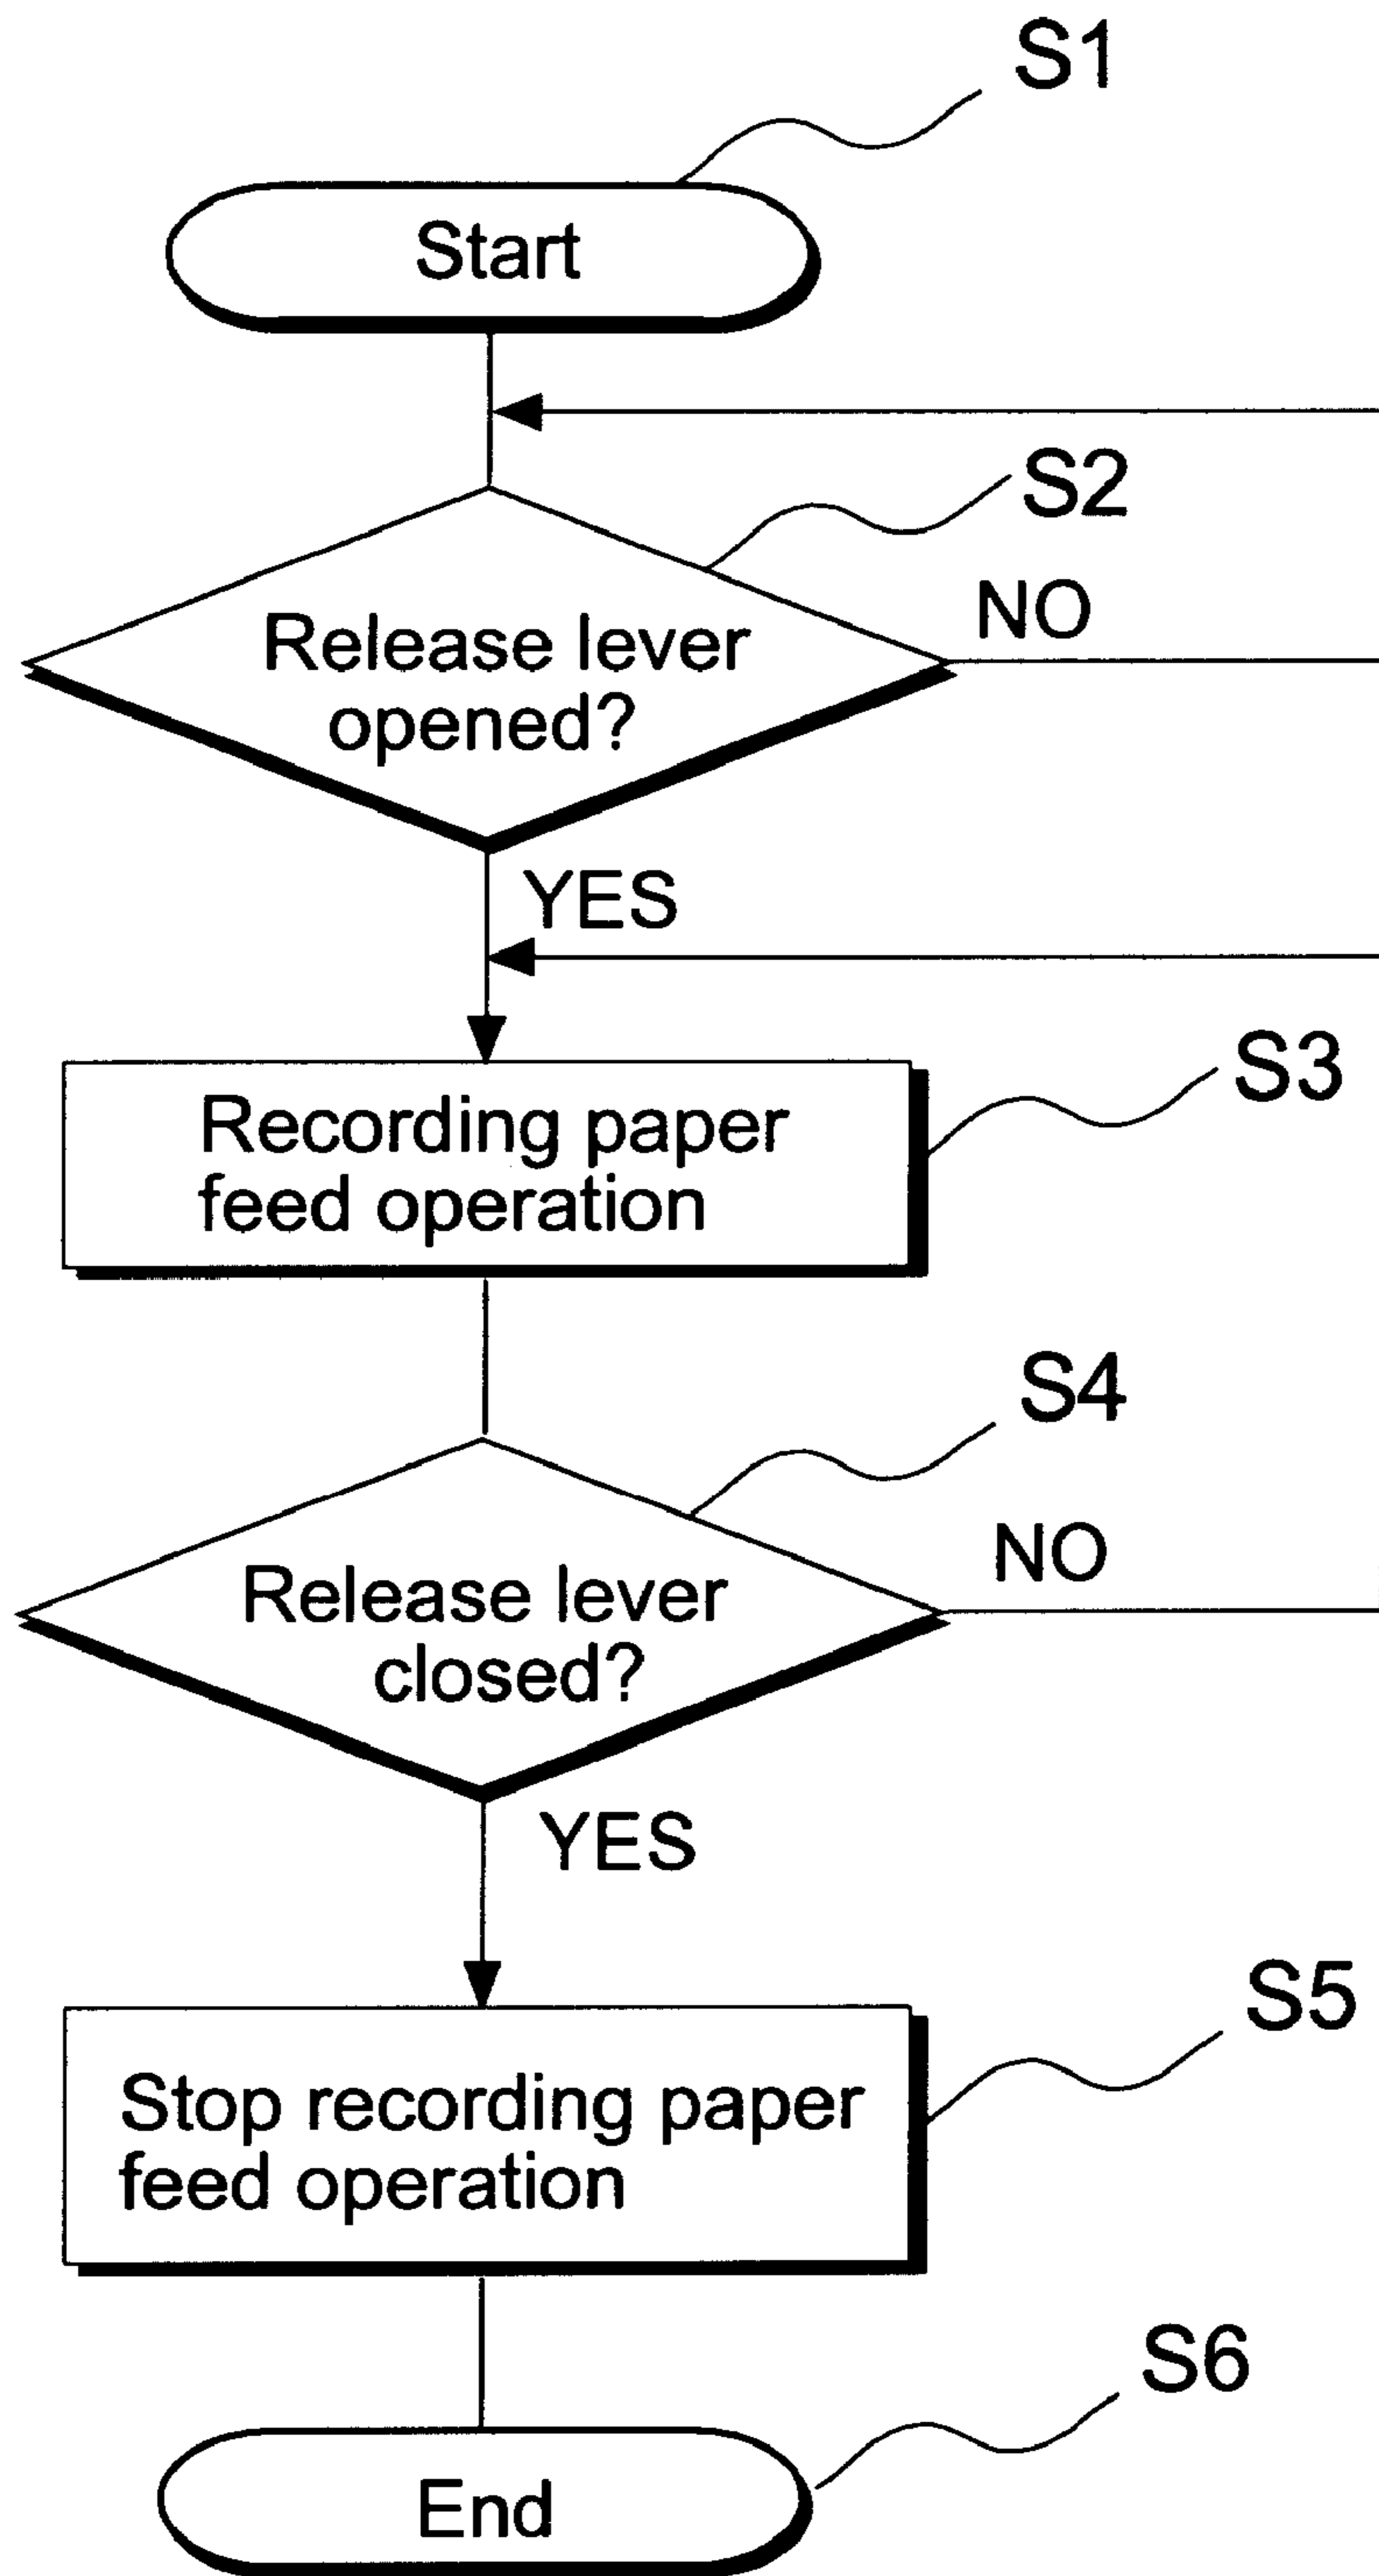 S1
Start
S2
Release lever
opened?
NO
YES
S3
Recording paper
feed operation
S4
Release lever
closed?
NO
YES
S5
Stop recording paper
feed operation
S6
End